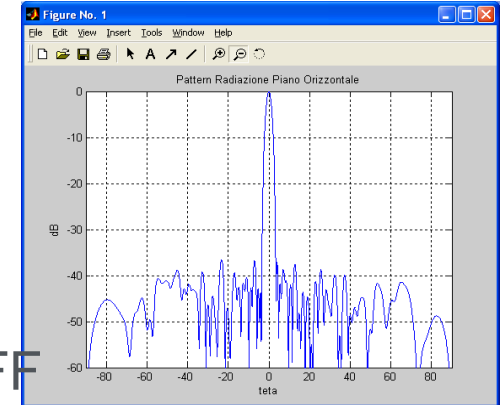 Figure No. 1
File Edit View Insert Tools Window Help
A
Pattern Radiazione Piano Orizzontale
0
-10
-20
-30
-40
-50
-60
dB
-80 -60 -40 -20 0 20 40 60 80
teta
FF